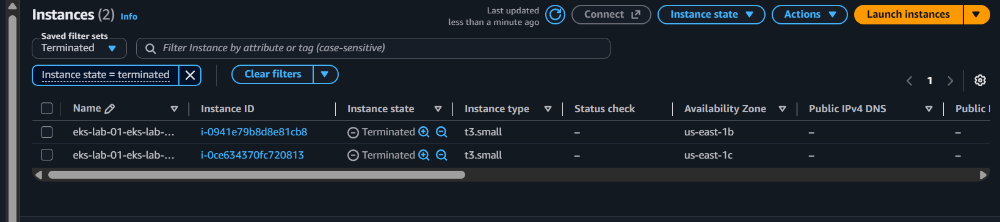 Instances (2) Info
Last updated
less than a minute ago
Connect
Instance state
Actions
Launch instances
Saved filter sets
Terminated
Filter Instance by attribute or tag (case-sensitive)
Instance state = terminated
Clear filters
1
Name Instance ID Instance state Instance type Status check Availability Zone Public IPv4 DNS Public
eks-lab-01-eks-lab-... i-0941e79b8d8e81cb8 Terminated t3.small – us-east-1b – –
eks-lab-01-eks-lab-... i-0ce634370fc720813 Terminated t3.small – us-east-1c – –